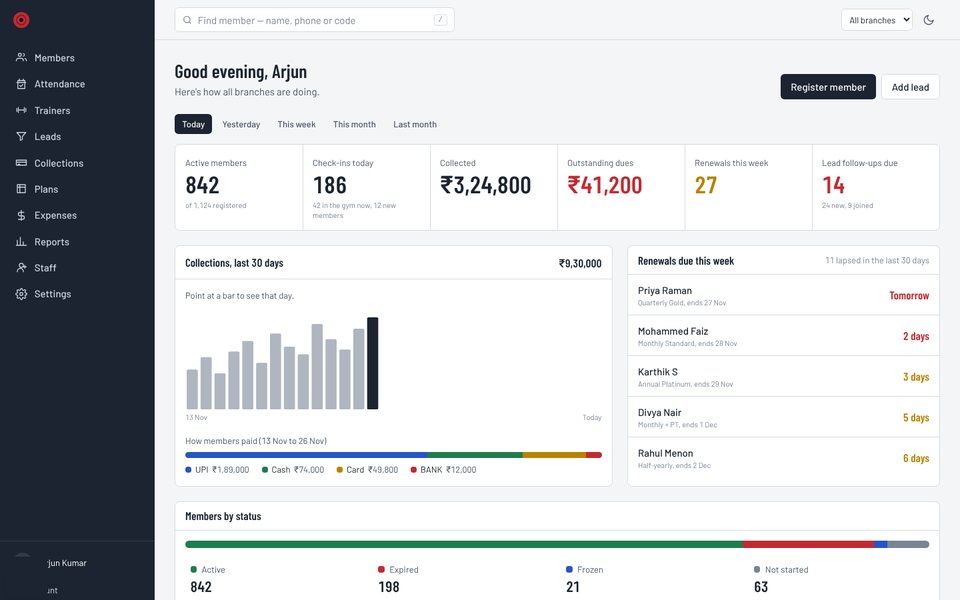 Find member — name, phone or code
/
All branches
Members
Attendance
Trainers
Leads
Collections
Plans
Expenses
Reports
Staff
Settings
Good evening, Arjun
Here's how all branches are doing.
Register member
Add lead
Today
Yesterday
This week
This month
Last month
Active members
842
of 1,124 registered
Check-ins today
186
42 in the gym now, 12 new
members
Collected
₹3,24,800
Outstanding dues
₹41,200
Renewals this week
27
Lead follow-ups due
14
24 new, 9 joined
Collections, last 30 days
₹9,30,000
Point at a bar to see that day.
13 Nov
Today
How members paid (13 Nov to 26 Nov)
UPI ₹1,89,000
Cash ₹74,000
Card ₹49,800
BANK ₹12,000
Renewals due this week
11 lapsed in the last 30 days
Priya Raman
Quarterly Gold, ends 27 Nov
Tomorrow
Mohammed Faiz
Monthly Standard, ends 28 Nov
2 days
Karthik S
Annual Platinum, ends 29 Nov
3 days
Divya Nair
Monthly + PT, ends 1 Dec
5 days
Rahul Menon
Half-yearly, ends 2 Dec
6 days
Members by status
Active
842
Expired
198
Frozen
21
Not started
63
Kumar